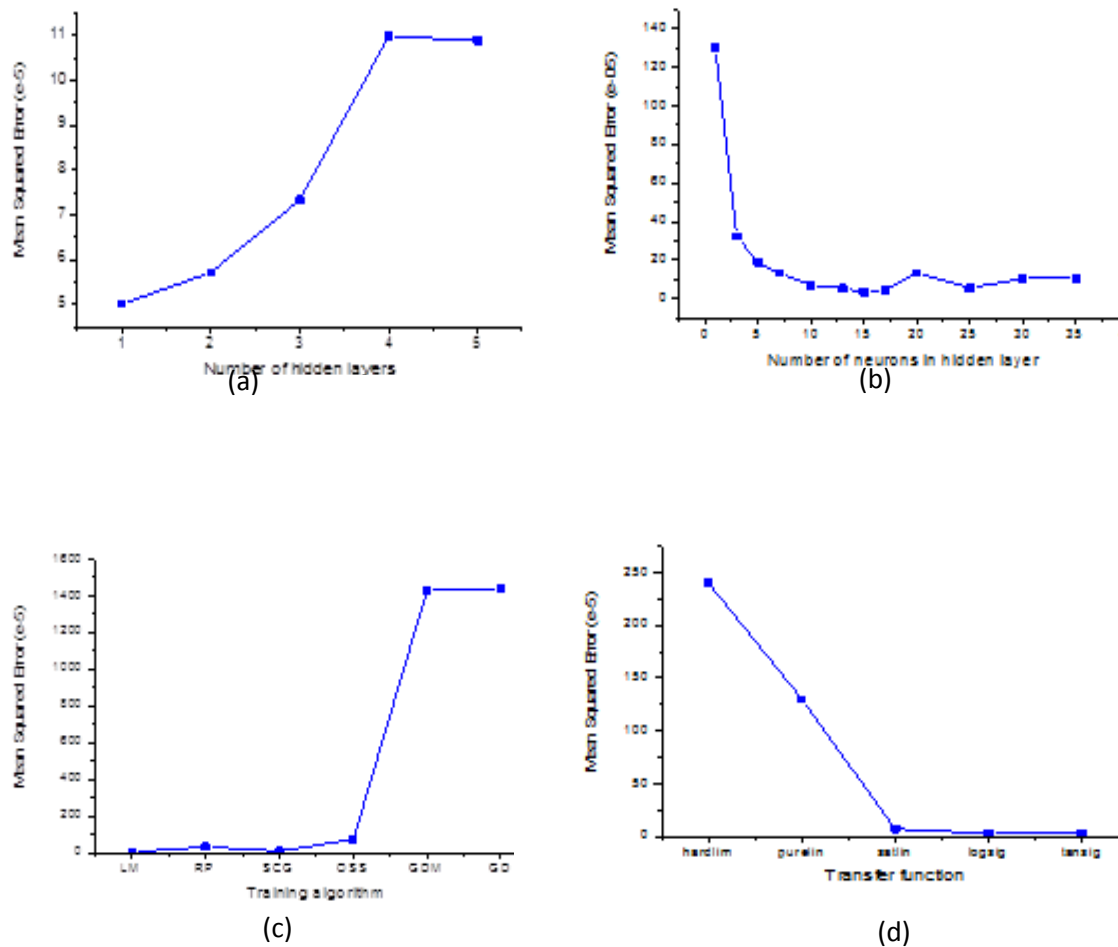 Mean Squared Error (e-5)
11
10
9
8
7
6
5
1 2 3 4 5
Number of hidden layers
(a)
Mean Squared Error (e-05)
140
120
100
80
60
40
20
0
0 5 10 15 20 25 30 35
Number of neurons in hidden layer
(b)
Mean Squared Error (e-5)
1600
1400
1200
1000
800
600
400
200
0
LM RP SCG OSS GDM GD
Training algorithm
(c)
Mean Squared Error (e-5)
250
200
150
100
50
0
hardlim purelin satlin logsig tansig
Transfer function
(d)